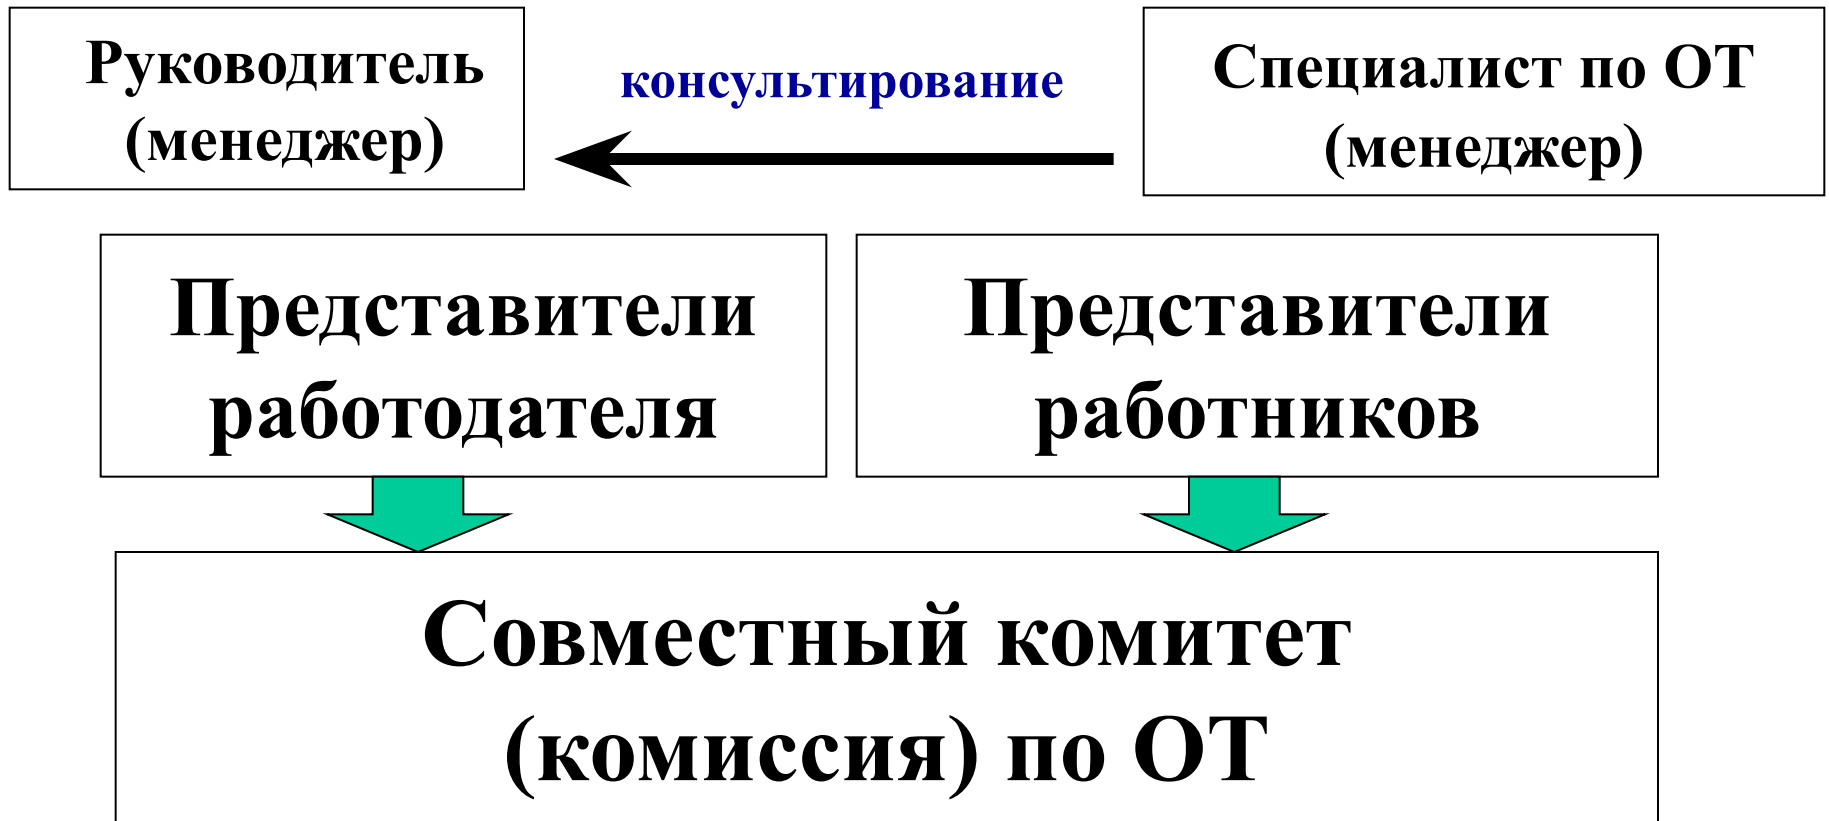 Руководитель
(менеджер)
консультирование
Специалист по ОТ
(менеджер)
Представители
работодателя
Представители
работников
Совместный комитет
(комиссия) по ОТ